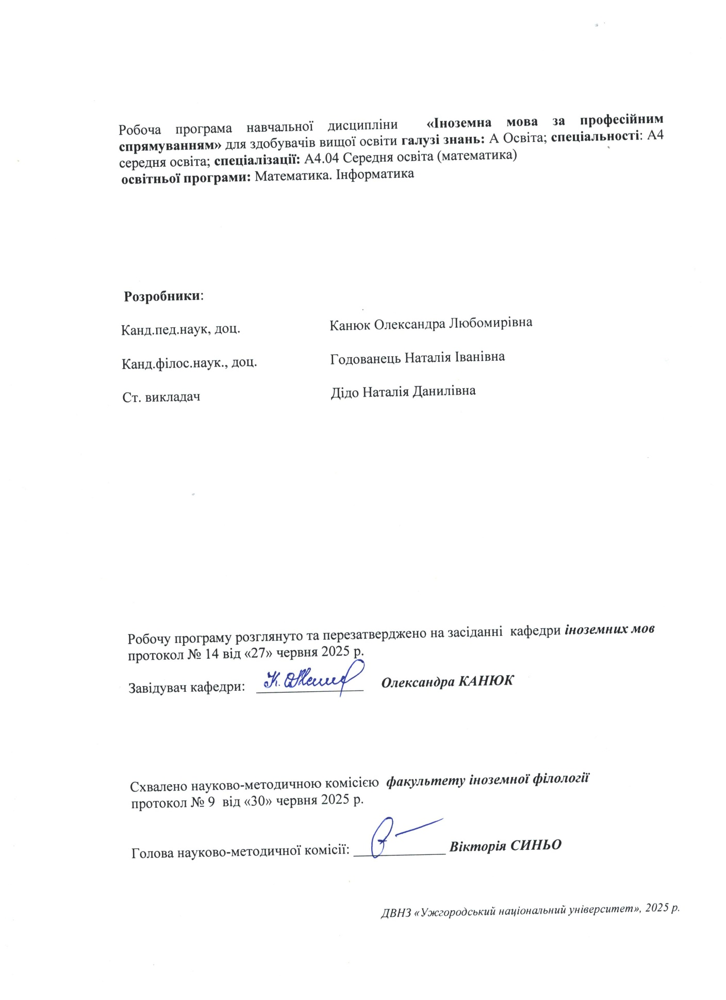 Робоча програма навчальної дисципліни «Іноземна мова за професійним
спрямуванням» для здобувачів вищої освіти галузі знань: А Освіта; спеціальності: А4
середня освіта; спеціалізації: А4.04 Середня освіта (математика)
освітньої програми: Математика. Інформатика
Розробники:
Канд.пед.наук, доц. Канюк Олександра Любомирівна
Канд.філос.наук., доц. Годованець Наталія Іванівна
Ст. викладач Дідо Наталія Данилівна
Робочу програму розглянуто та перезатверджено на засіданні кафедри іноземних мов
протокол № 14 від «27» червня 2025 р.
Завідувач кафедри: Олександра КАНЮК
Схвалено науково-методичною комісією факультету іноземної філології
протокол № 9 від «30» червня 2025 р.
Голова науково-методичної комісії: Вікторія СИНЬО
ДВНЗ «Ужгородський національний університет», 2025 р.